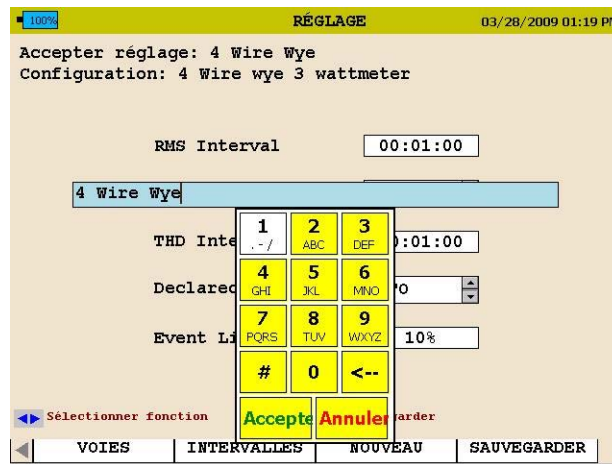 100% RÉGLAGE 03/28/2009 01:19 P
Accepter réglage: 4 Wire Wye
Configuration: 4 Wire wye 3 wattmeter
RMS Interval 00:01:00
4 Wire Wye
THD Inte :01:00
Declared
Event Li 10%
1 2 3
.-/ ABC DEF
4 5 6
GHI JKL MNO
7 8 9
PQRS TUV WXYZ
# 0 <--
Accepte Annuler
Sélectionner fonction arder
VOIES INTERVALLES NOUVEAU SAUVEGARDER